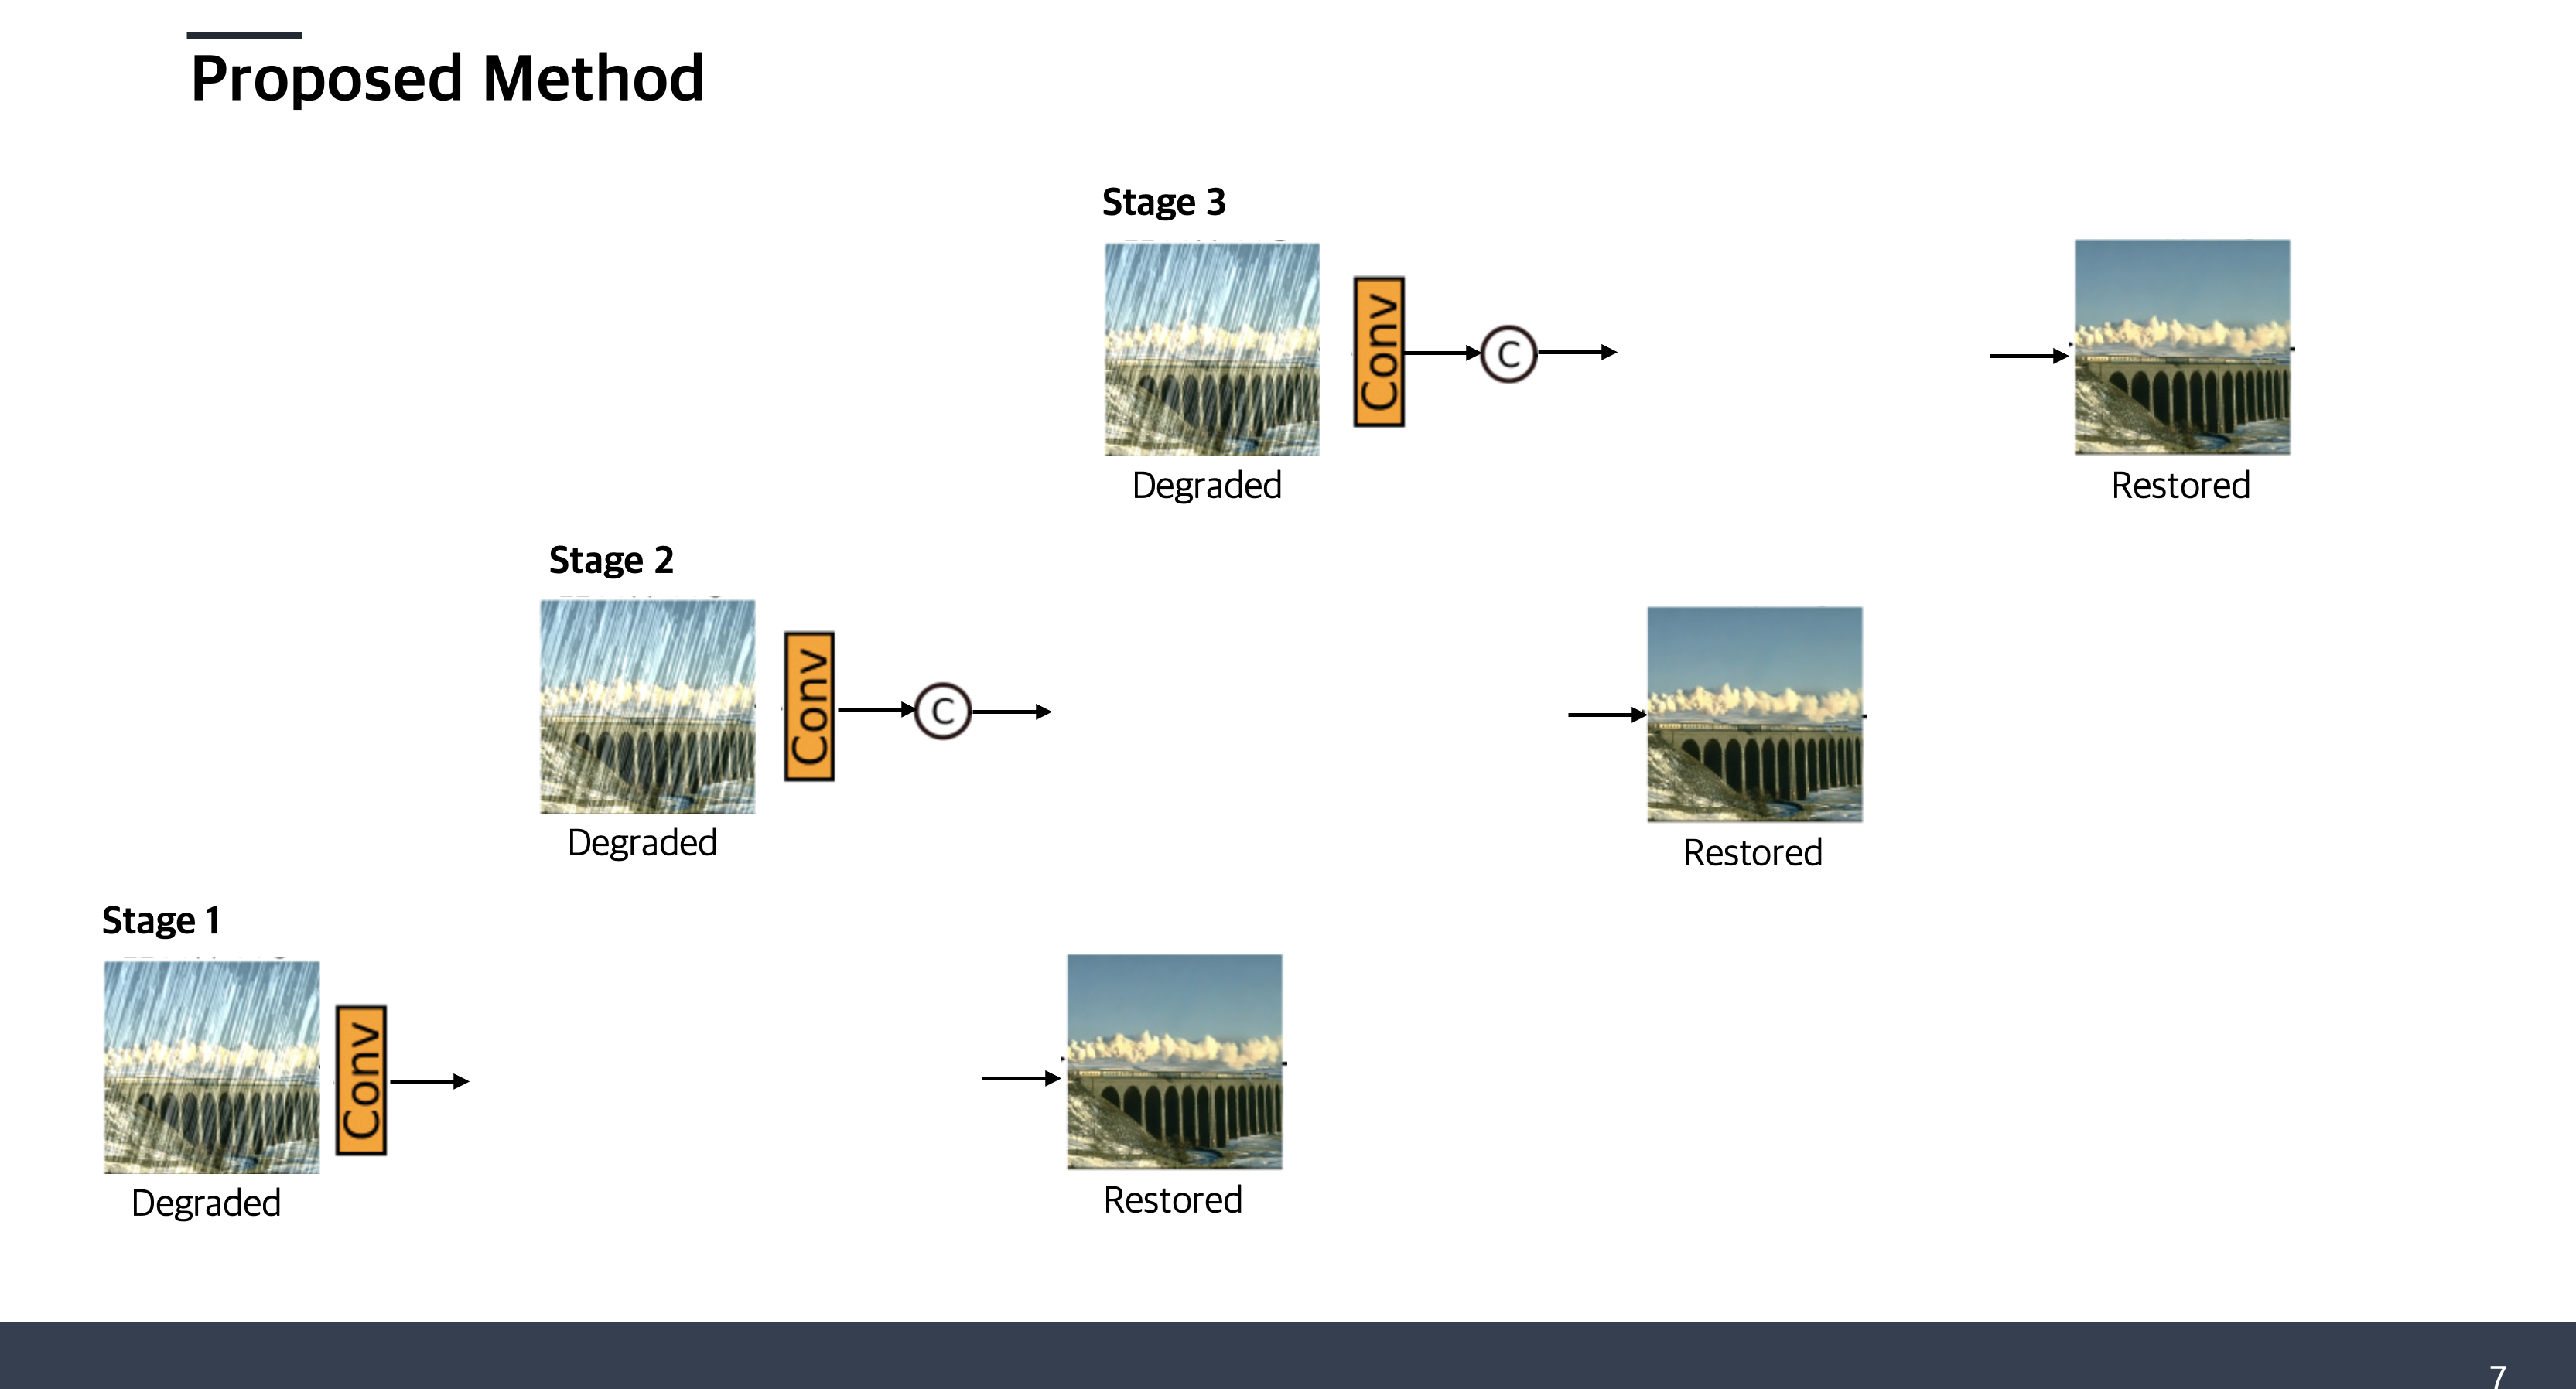 Proposed Method
Stage 3
Conv
C
Degraded
Restored
Stage 2
Conv
C
Degraded
Restored
Stage 1
Conv
Degraded
Restored
7